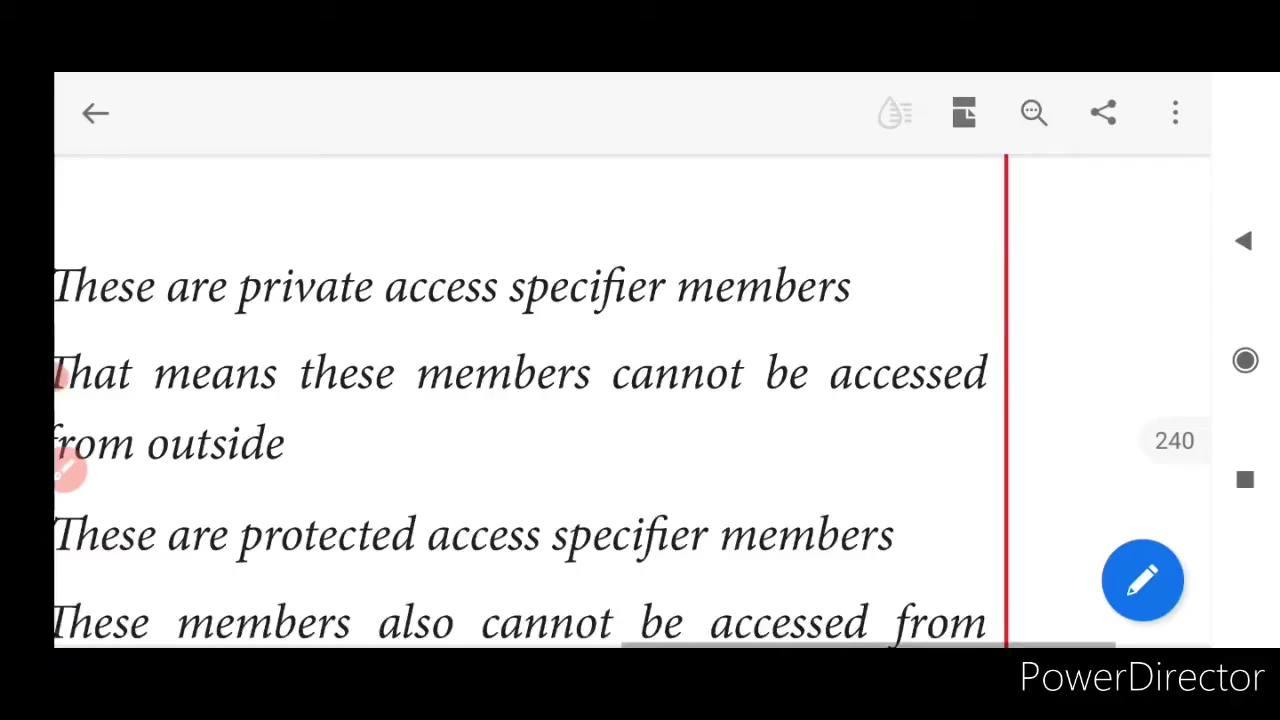 These are private access specifier members
That means these members cannot be accessed
from outside
240
These are protected access specifier members
These members also cannot be accessed from
PowerDirector